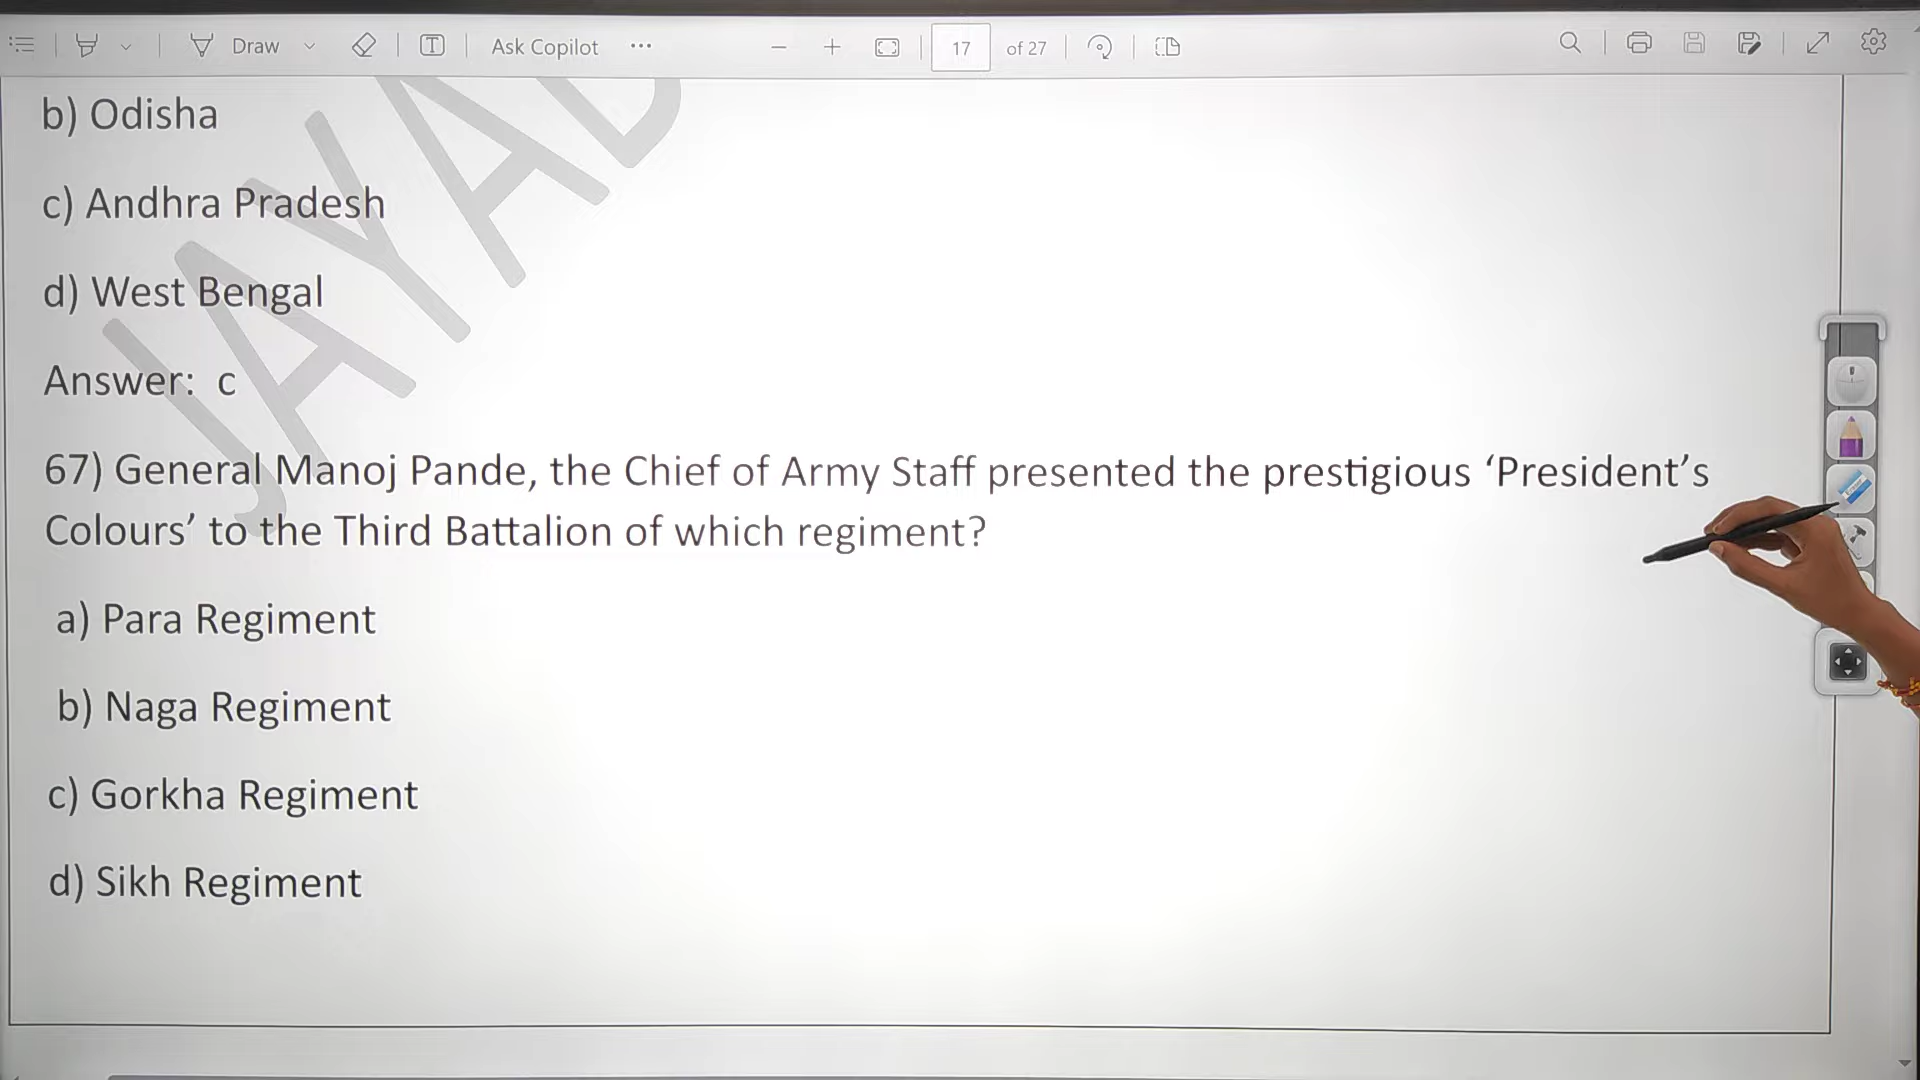 Draw
Ask Copilot
17 of 27
b) Odisha
c) Andhra Pradesh
d) West Bengal
Answer: c
67) General Manoj Pande, the Chief of Army Staff presented the prestigious ‘President’s
Colours’ to the Third Battalion of which regiment?
a) Para Regiment
b) Naga Regiment
c) Gorkha Regiment
d) Sikh Regiment